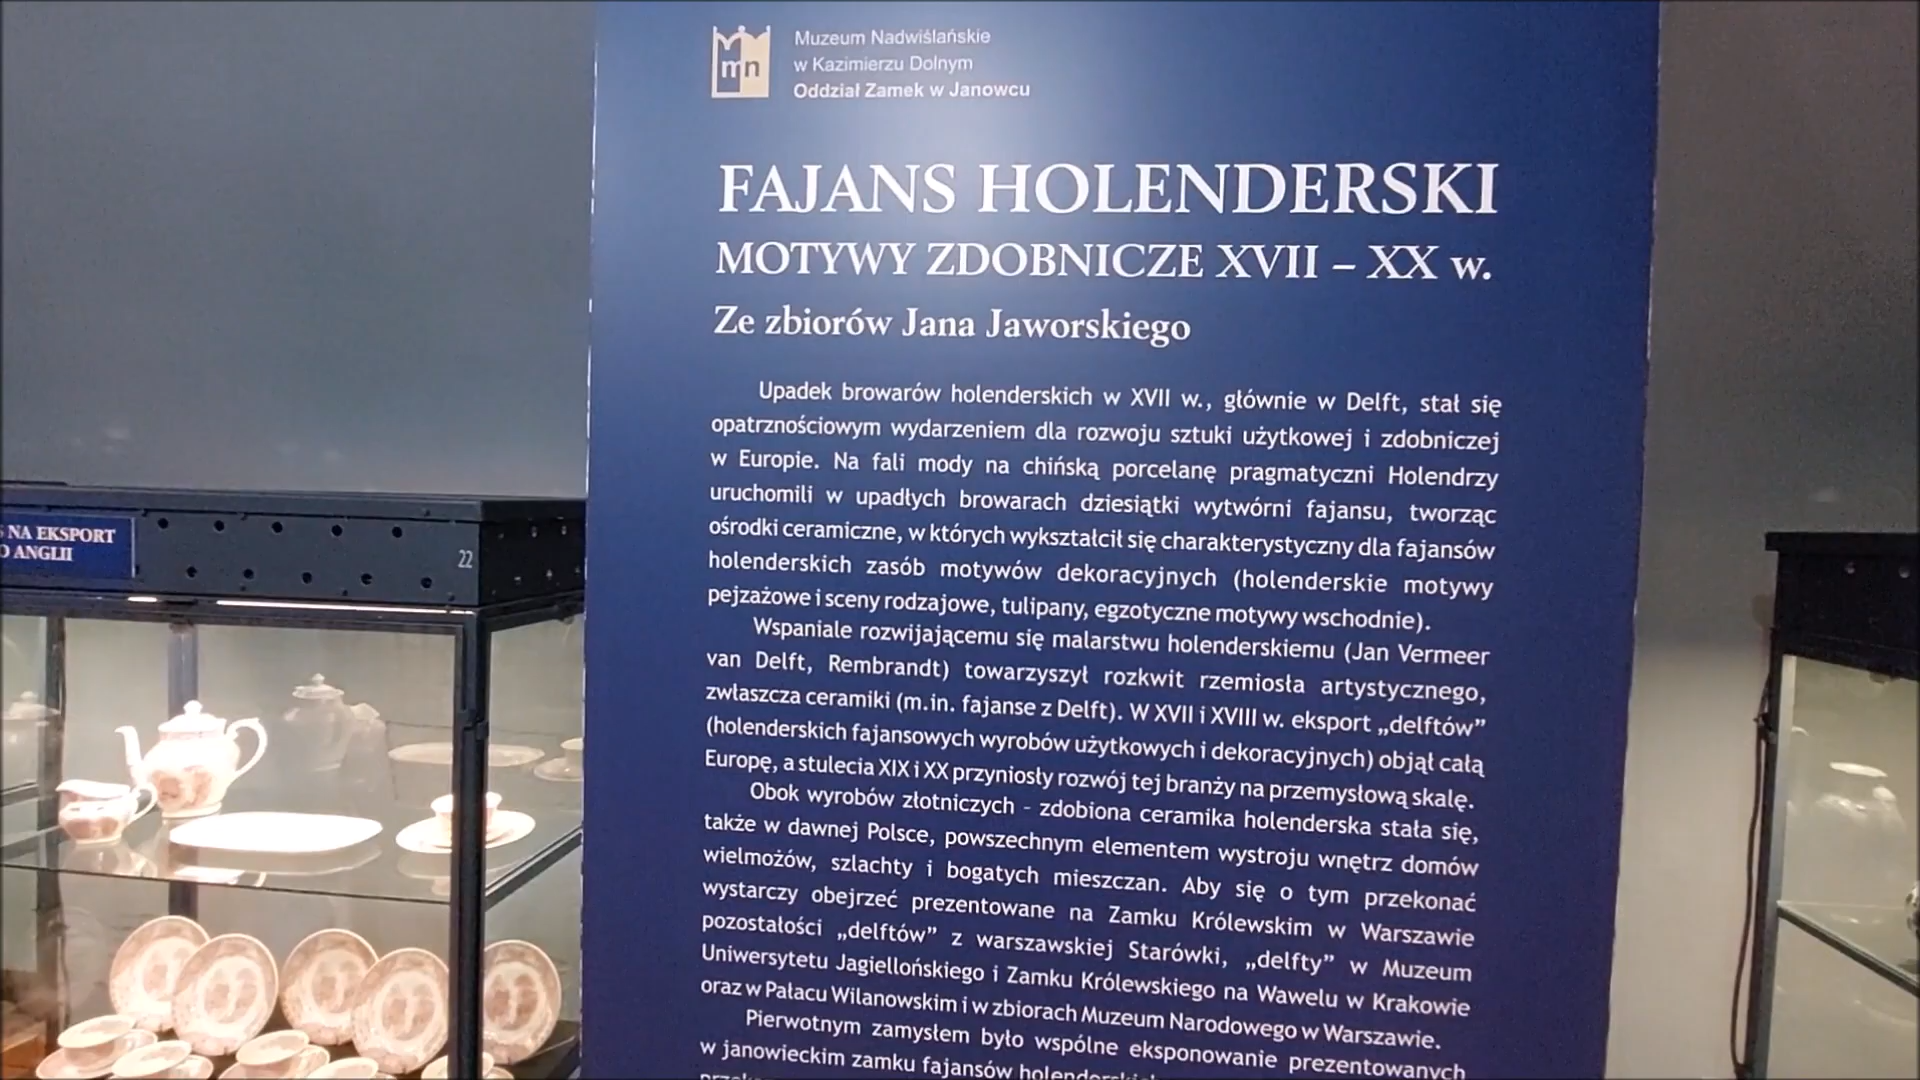 mn
Muzeum Nadwiślańskie
w Kazimierzu Dolnym
Oddział Zamek w Janowcu
FAJANS HOLENDERSKI
MOTYWY ZDOBNICZE XVII – XX w.
Ze zbiorów Jana Jaworskiego
Upadek browarów holenderskich w XVII w., głównie w Delft, stał się
opatrznościowym wydarzeniem dla rozwoju sztuki użytkowej i zdobniczej
w Europie. Na fali mody na chińską porcelanę pragmatyczni Holendrzy
uruchomili w upadłych browarach dziesiątki wytwórni fajansu, tworząc
ośrodki ceramiczne, w których wykształcił się charakterystyczny dla fajansów
holenderskich zasób motywów dekoracyjnych (holenderskie motywy
pejzażowe i sceny rodzajowe, tulipany, egzotyczne motywy wschodnie).
Wspaniale rozwijającemu się malarstwu holenderskiemu (Jan Vermeer
van Delft, Rembrandt) towarzyszył rozkwit rzemiosła artystycznego,
zwłaszcza ceramiki (m.in. fajanse z Delft). W XVII i XVIII w. eksport „delftów”
(holenderskich fajansowych wyrobów użytkowych i dekoracyjnych) objął całą
Europę, a stulecia XIX i XX przyniosły rozwój tej branży na przemysłową skalę.
Obok wyrobów złotniczych - zdobiona ceramika holenderska stała się,
także w dawnej Polsce, powszechnym elementem wystroju wnętrz domów
wielmożów, szlachty i bogatych mieszczan. Aby się o tym przekonać
wystarczy obejrzeć prezentowane na Zamku Królewskim w Warszawie
pozostałości „delftów” z warszawskiej Starówki, „delfty” w Muzeum
Uniwersytetu Jagiellońskiego i Zamku Królewskiego na Wawelu w Krakowie
oraz w Pałacu Wilanowskim i w zbiorach Muzeum Narodowego w Warszawie.
Pierwotnym zamysłem było wspólne eksponowanie prezentowanych
w janowieckim zamku fajansów
NA EKSPORT
ANGLII
22